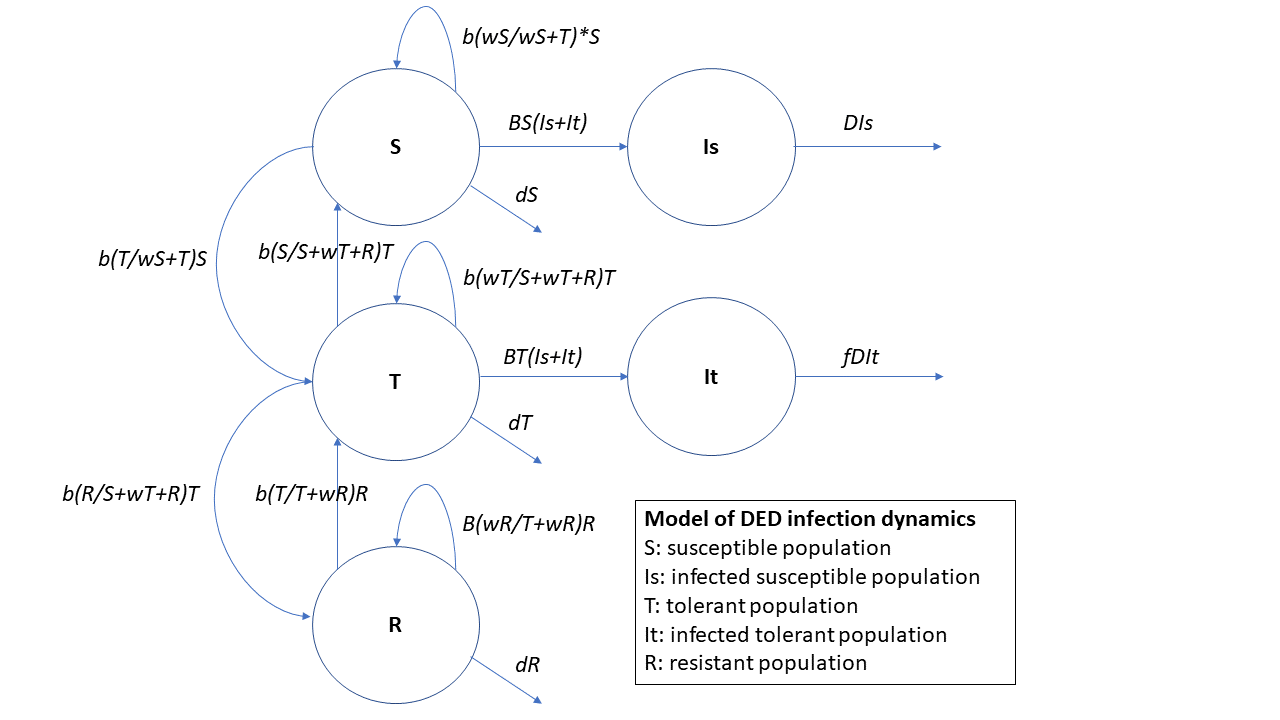 b(wS/wS+T)*S
S
BS(Is+It)
Is
DIs
dS
b(T/wS+T)S
b(S/S+wT+R)T
b(wT/S+wT+R)T
T
BT(Is+It)
It
fDIt
dT
b(R/S+wT+R)T
b(T/T+wR)R
B(wR/T+wR)R
R
dR
Model of DED infection dynamics
S: susceptible population
Is: infected susceptible population
T: tolerant population
It: infected tolerant population
R: resistant population